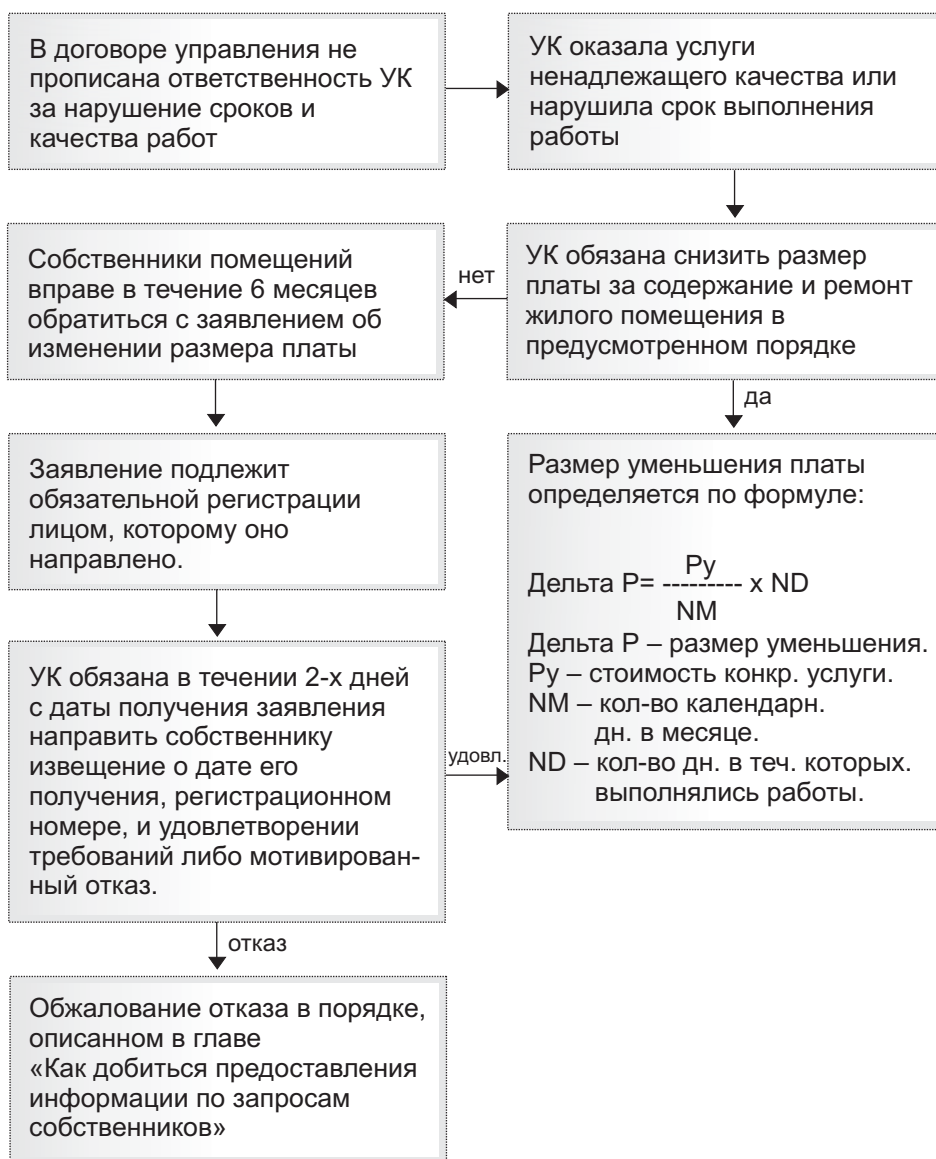 В договоре управления не
прописана ответственность УК
за нарушение сроков и
качества работ
УК оказала услуги
ненадлежащего качества или
нарушила срок выполнения
работы
УК обязана снизить размер
платы за содержание и ремонт
жилого помещения в
предусмотренном порядке
нет
Собственники помещений
вправе в течение 6 месяцев
обратиться с заявлением об
изменении размера платы
да
Заявление подлежит
обязательной регистрации
лицом, которому оно
направлено.
УК обязана в течении 2-х дней
с даты получения заявления
направить собственнику
извещение о дате его
получения, регистрационном
номере, и удовлетворении
требований либо мотивирован-
ный отказ.
удовл.
Размер уменьшения платы
определяется по формуле:
Ру
Дельта Р= --------- х ND
NM
Дельта Р – размер уменьшения.
Ру – стоимость конкр. услуги.
NM – кол-во календарн.
дн. в месяце.
ND – кол-во дн. в теч. которых.
выполнялись работы.
отказ
Обжалование отказа в порядке,
описанном в главе
«Как добиться предоставления
информации по запросам
собственников»